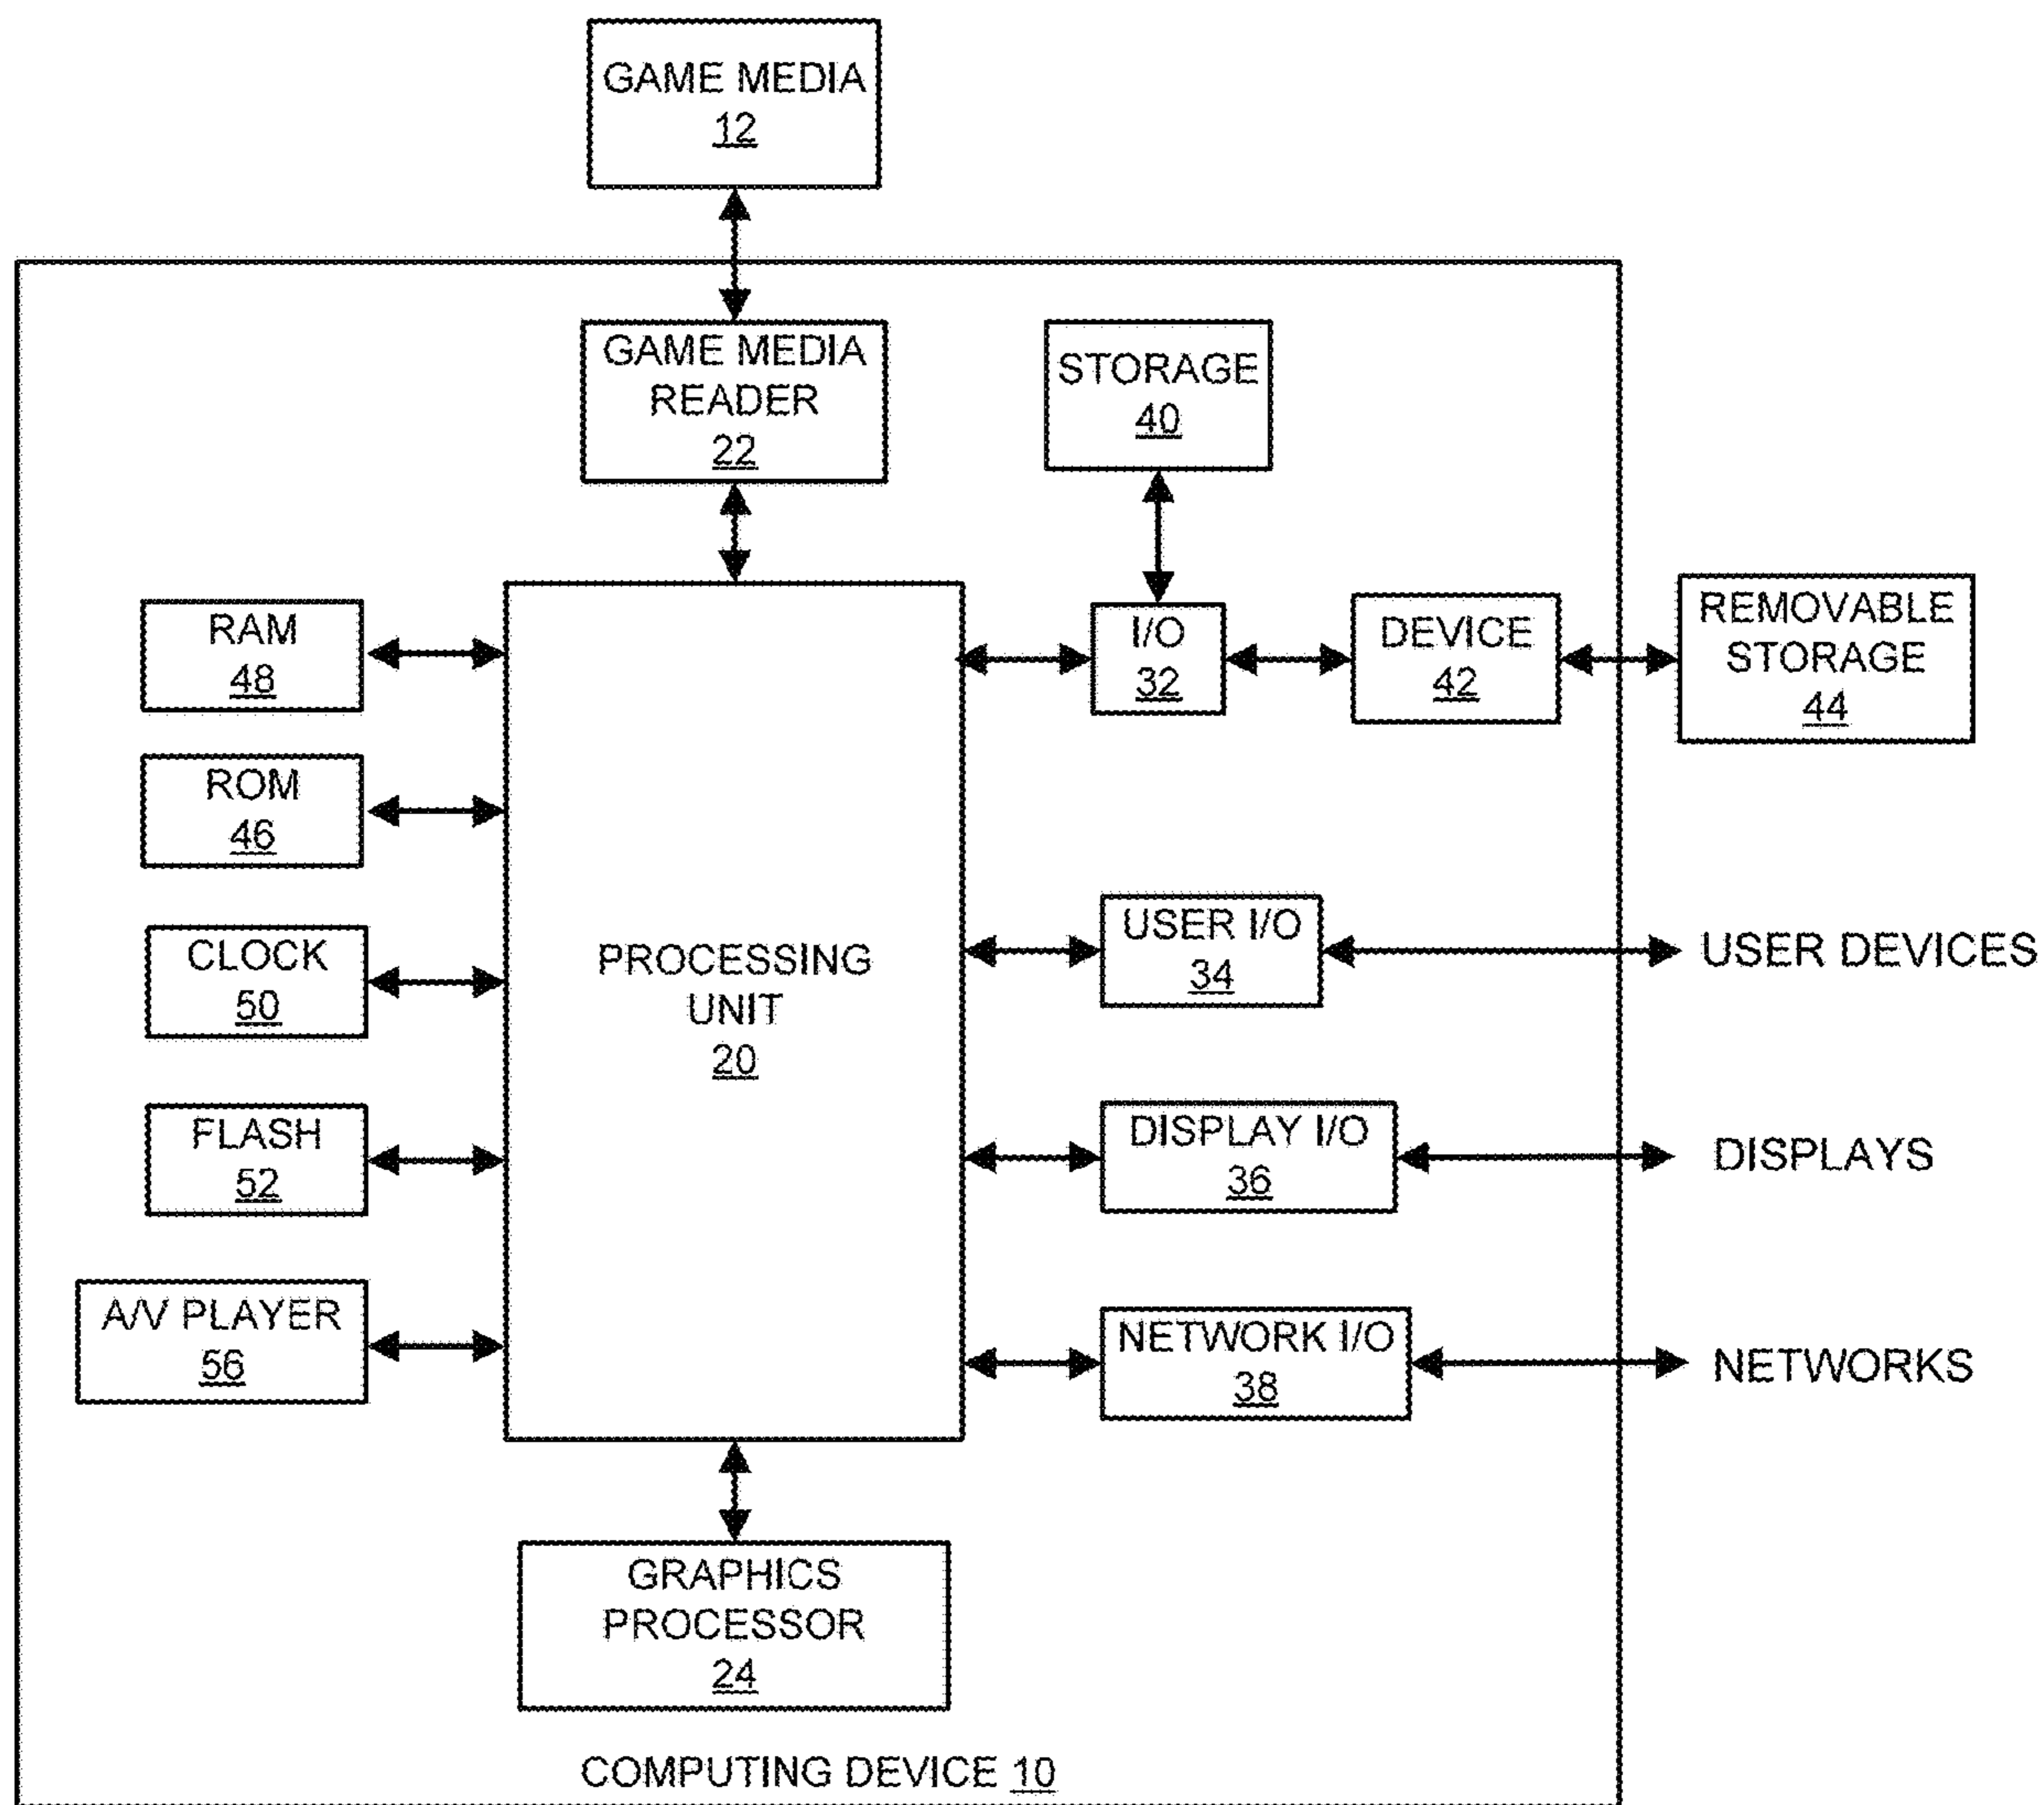 GAME MEDIA
12
GAME MEDIA
READER
22
STORAGE
40
RAM
48
I/O
32
DEVICE
42
REMOVABLE
STORAGE
44
ROM
46
CLOCK
50
PROCESSING
UNIT
20
USER I/O
34
USER DEVICES
FLASH
52
DISPLAY I/O
36
DISPLAYS
A/V PLAYER
56
NETWORK I/O
38
NETWORKS
GRAPHICS
PROCESSOR
24
COMPUTING DEVICE 10